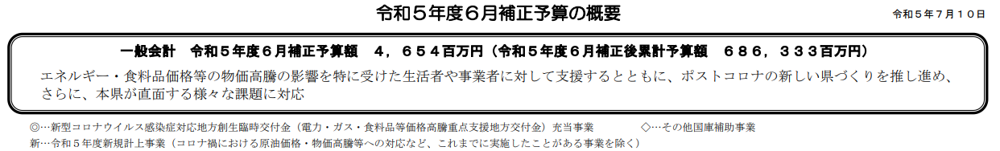 令和５年度６月補正予算の概要
令和５年７月１０日
一般会計　令和５年度６月補正予算額　４，６５４百万円（令和５年度６月補正後累計予算額　６８６，３３３百万円）
エネルギー・食料品価格等の物価高騰の影響を特に受けた生活者や事業者に対して支援するとともに、ポストコロナの新しい県づくりを推し進め、
さらに、本県が直面する様々な課題に対応
◎…新型コロナウイルス感染症対応地方創生臨時交付金（電力・ガス・食料品等価格高騰重点支援地方交付金）充当事業　　　　◇…その他国庫補助事業
新…令和５年度新規計上事業（コロナ禍における原油価格・物価高騰等への対応など、これまでに実施したことがある事業を除く）